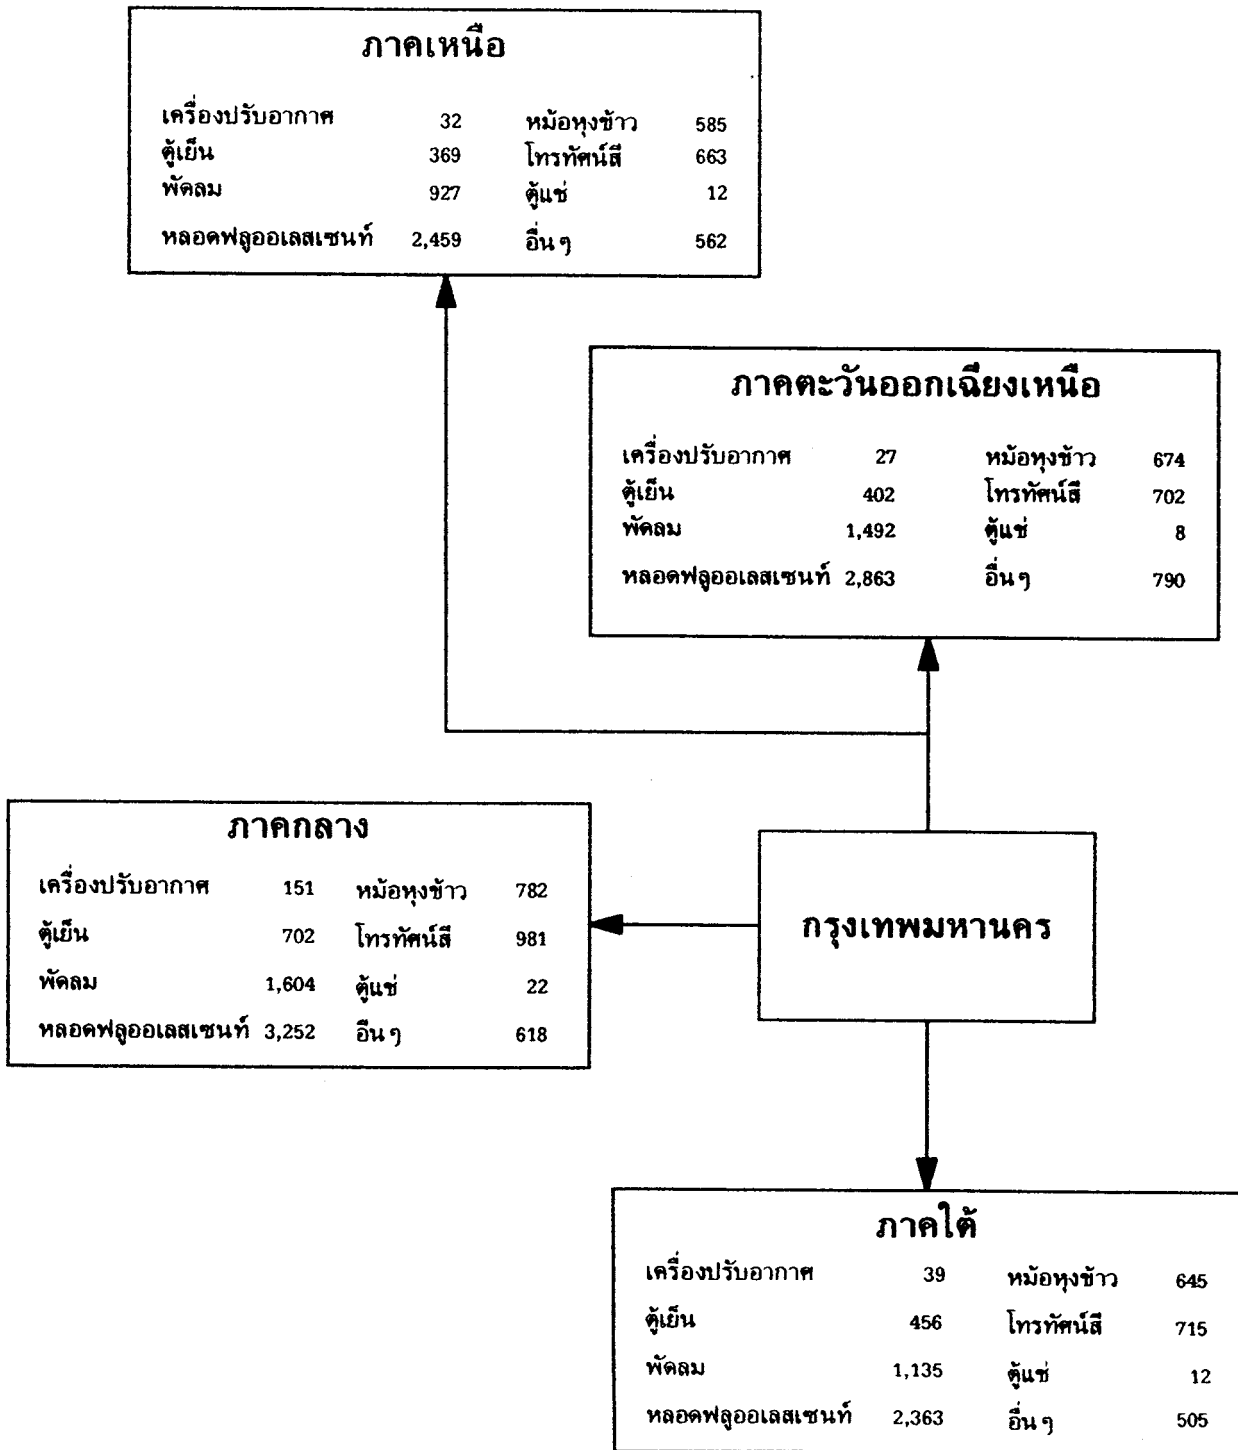 ภาคเหนือ
เครื่องปรับอากาศ 32 หม้อหุงข้าว 585
ตู้เย็น 369 โทรทัศน์สี 663
พัดลม 927 ตู้แช่ 12
หลอดฟลูออเลสเซนท์ 2,459 อื่นๆ 562
ภาคตะวันออกเฉียงเหนือ
เครื่องปรับอากาศ 27 หม้อหุงข้าว 674
ตู้เย็น 402 โทรทัศน์สี 702
พัดลม 1,492 ตู้แช่ 8
หลอดฟลูออเลสเซนท์ 2,863 อื่นๆ 790
ภาคกลาง
เครื่องปรับอากาศ 151 หม้อหุงข้าว 782
ตู้เย็น 702 โทรทัศน์สี 981
พัดลม 1,604 ตู้แช่ 22
หลอดฟลูออเลสเซนท์ 3,252 อืนๆ 618
กรุงเทพมหานคร
ภาคใต้
เครื่องปรับอากาศ 39 หม้อหุงข้าว 645
ตู้เย็น 456 โทรทัศน์สี 715
พัดลม 1,135 ตู้แช่ 12
หลอดฟลูออเลสเซนท์ 2,363 อื่นๆ 505